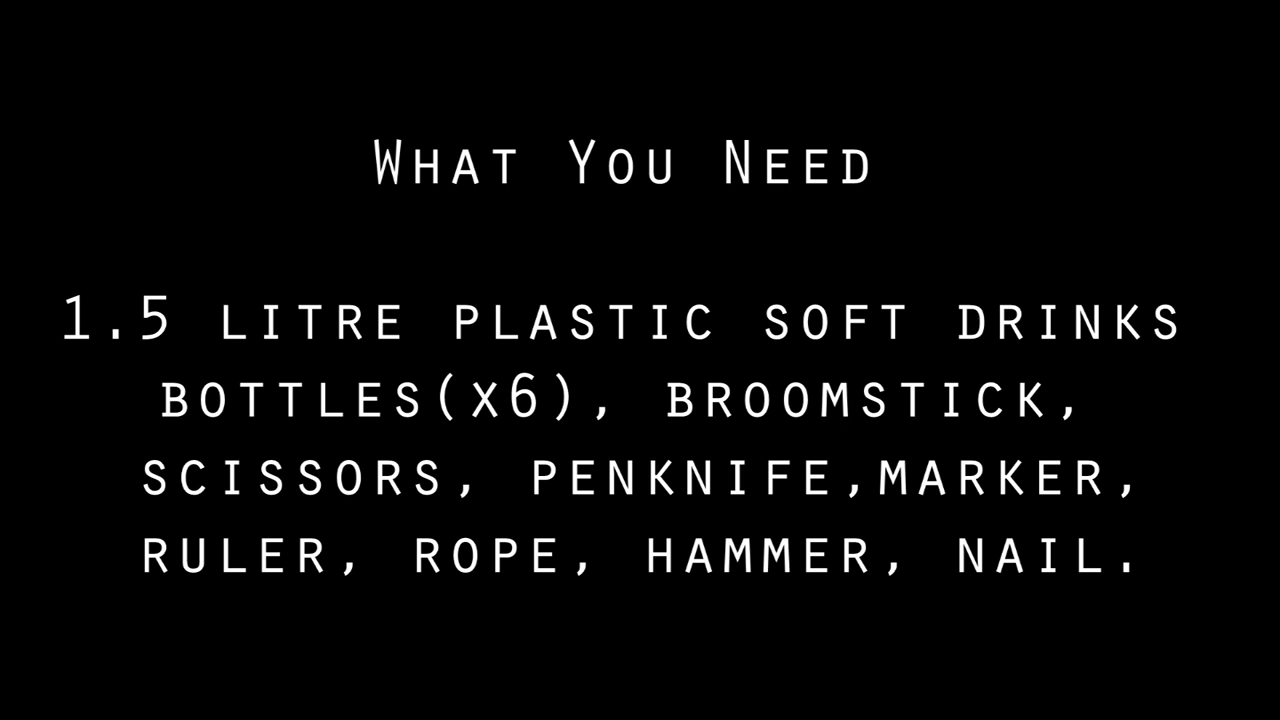 What You Need
1.5 litre plastic soft drinks
bottles(x6), broomstick,
scissors, penknife,marker,
ruler, rope, hammer, nail.